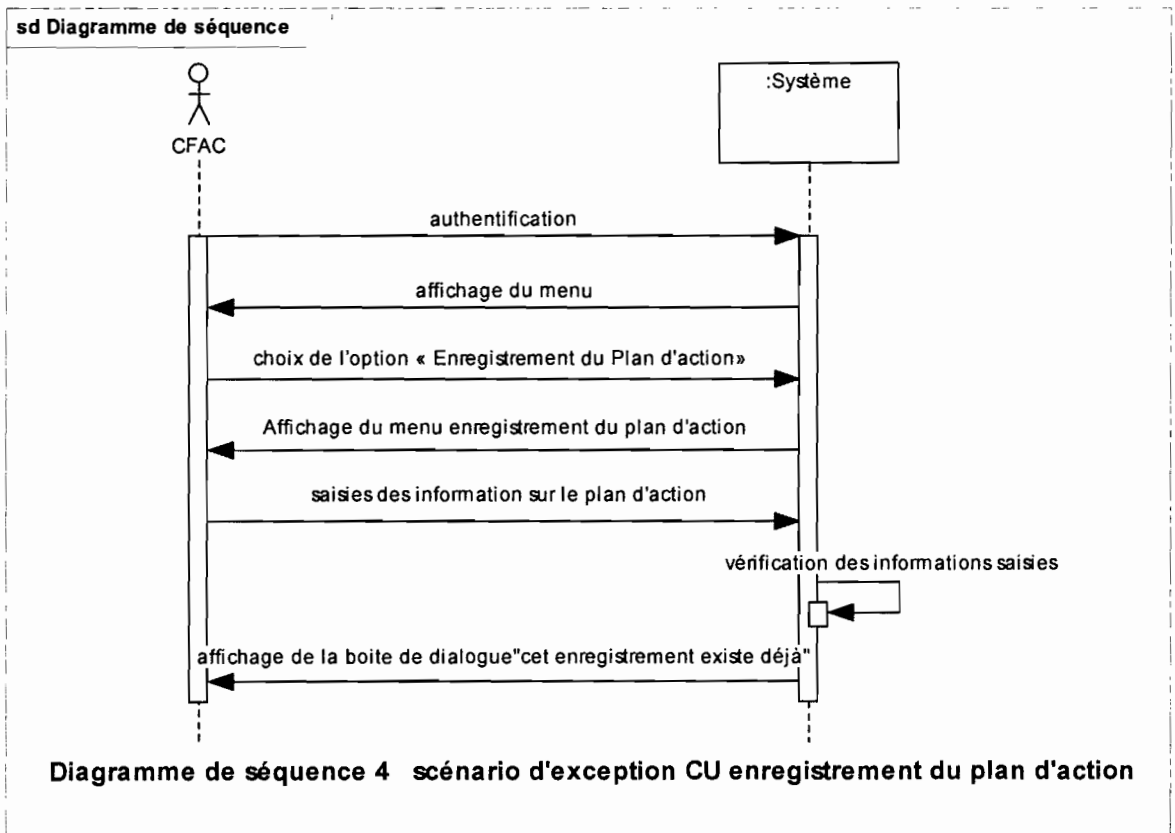 sd Diagramme de séquence
:Système
CFAC
authentification
affichage du menu
choix de l'option « Enregistrement du Plan d'action»
Affichage du menu enregistrement du plan d'action
saisies des information sur le plan d'action
vérification des informations saisies
affichage de la boite de dialogue"cet enregistrement existe déjà"
Diagramme de séquence 4 scénario d'exception CU enregistrement du plan d'action